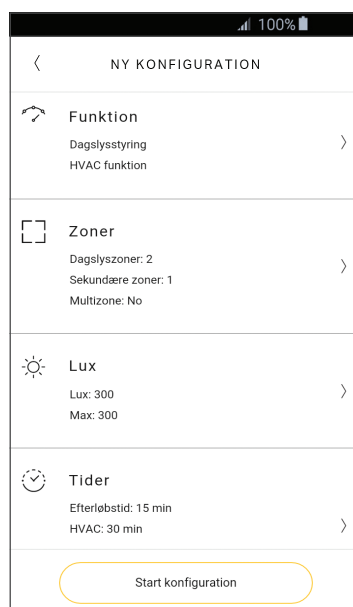 100%
NY KONFIGURATION
Funktion
Dagslysstyring
HVAC funktion
Zoner
Dagslyszoner: 2
Sekundære zoner: 1
Multizone: No
Lux
Lux: 300
Max: 300
Tider
Efterløbstid: 15 min
HVAC: 30 min
Start konfiguration